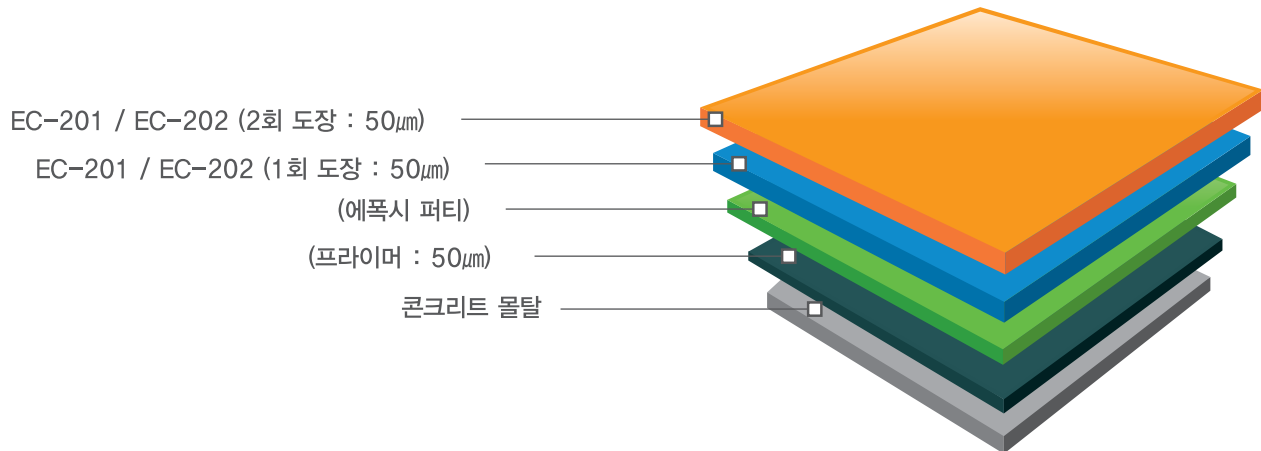 EC-201 / EC-202 (2회 도장 : 50㎛)
EC-201 / EC-202 (1회 도장 : 50㎛)
(에폭시 퍼티)
(프라이머 : 50㎛)
콘크리트 몰탈